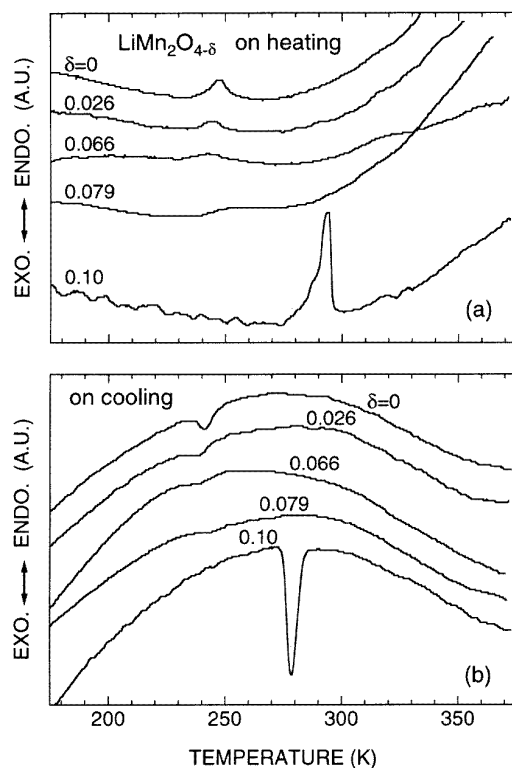 LiMn₂O₄₋δ on heating
δ=0
0.026
0.066
0.079
0.10
(a)
EXO. ↔ ENDO. (A.U.)
on cooling
δ=0
0.026
0.066
0.079
0.10
(b)
EXO. ↔ ENDO. (A.U.)
200 250 300 350
TEMPERATURE (K)